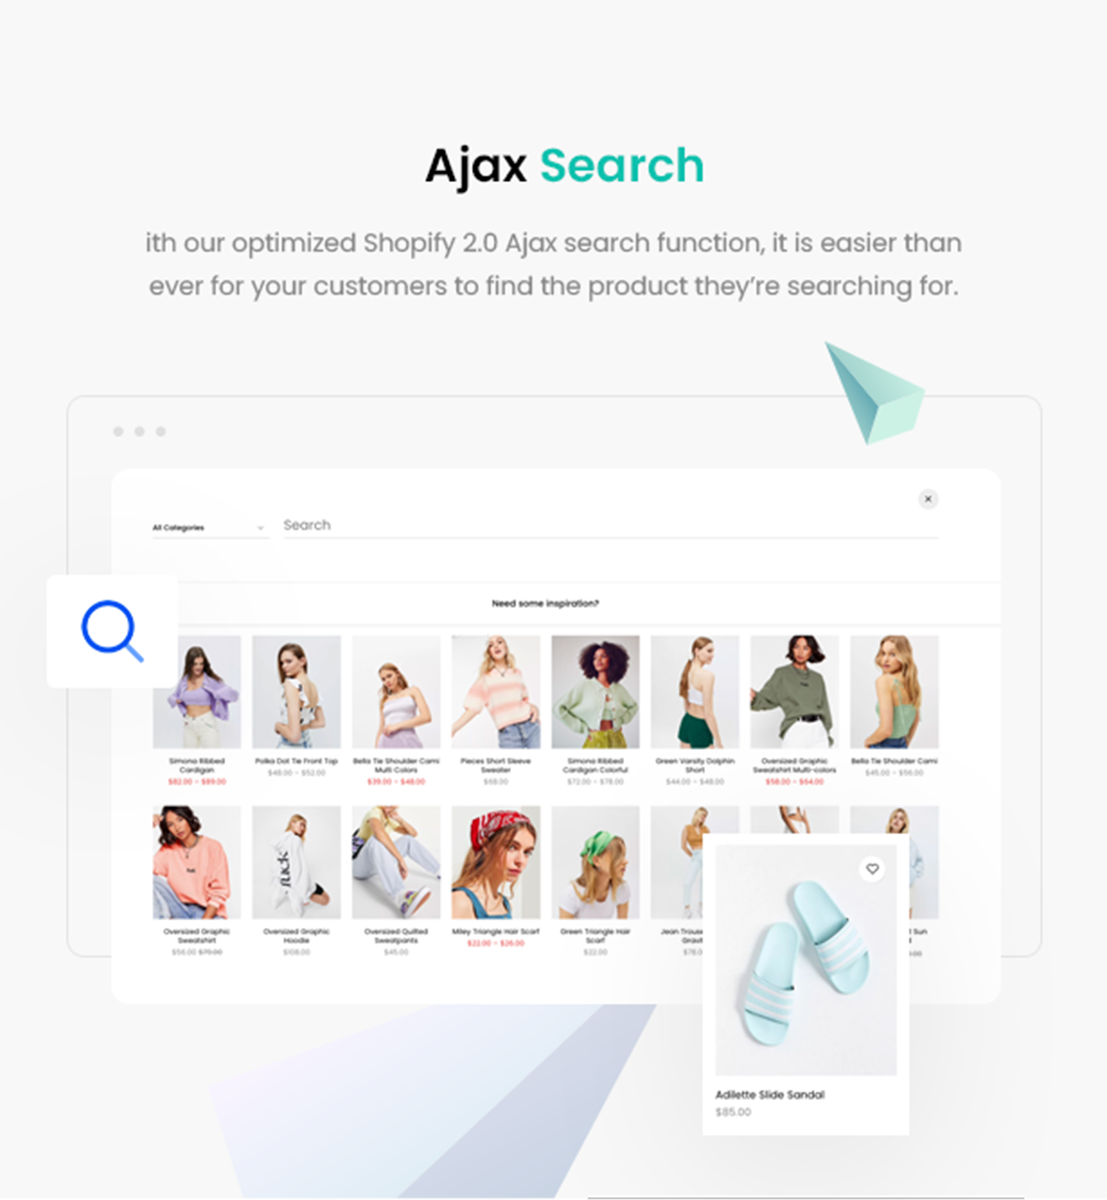 Ajax Search
ith our optimized Shopify 2.0 Ajax search function, it is easier than
ever for your customers to find the product they're searching for.
All Categories
Search
Need some inspiration?
Simona Ribbed
Cardigan
$82.00 – $89.00
Polka Dot Tie Front Top
$48.00 – $52.00
Bella Tie Shoulder Cami
Multi Colors
$39.00 – $48.00
Pieces Short Sleeve
Sweater
$68.00
Simona Ribbed
Cardigan Colorful
$72.00 – $78.00
Green Varsity Dolphin
Short
$44.00 – $48.00
Oversized Graphic
Sweatshirt Multi-colors
$58.00 – $64.00
Bella Tie Shoulder Cami
$45.00 – $56.00
Oversized Graphic
Sweatshirt
$56.00 $70.00
Oversized Graphic
Hoodie
$108.00
Oversized Quilted
Sweatpants
$45.00
Miley Triangle Hair Scarf
$22.00 – $26.00
Green Triangle Hair
Scarf
$22.00
Jean Trous
Gravit
$78.0
Sun
Adilette Slide Sandal
$85.00